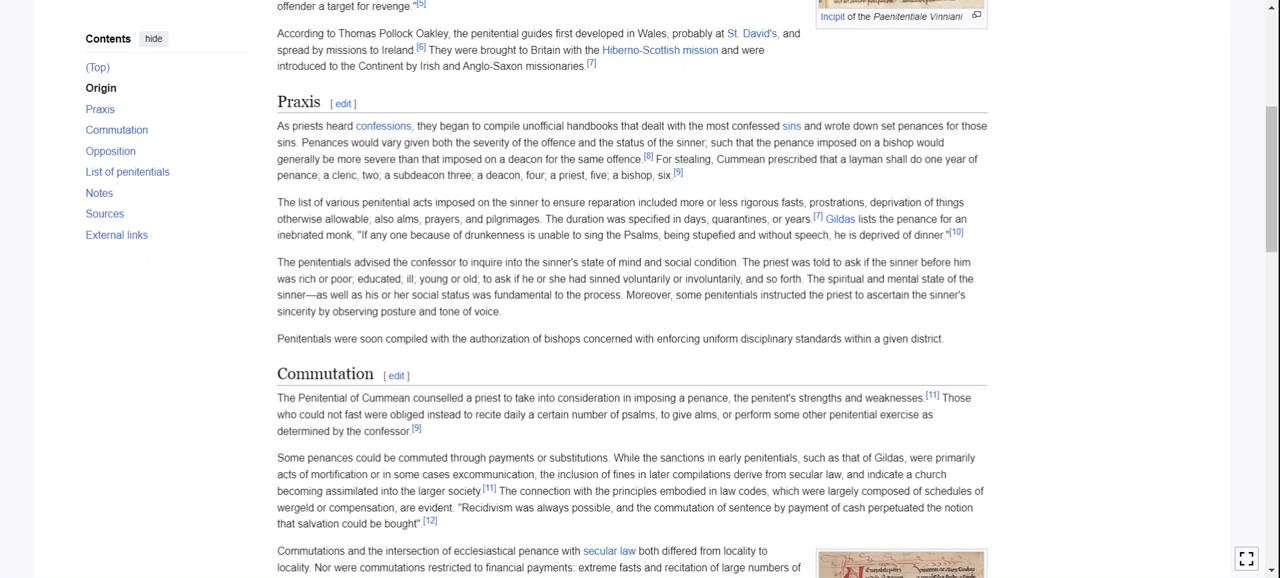 offender a target for revenge."[5]
Incipit of the Paenitentiale Vinniani
Contents hide
(Top)
Origin
Praxis
Commutation
Opposition
List of penitentials
Notes
Sources
External links
According to Thomas Pollock Oakley, the penitential guides first developed in Wales, probably at St. David's, and
spread by missions to Ireland.[6] They were brought to Britain with the Hiberno-Scottish mission and were
introduced to the Continent by Irish and Anglo-Saxon missionaries.[7]
Praxis [ edit ]
As priests heard confessions, they began to compile unofficial handbooks that dealt with the most confessed sins and wrote down set penances for those
sins. Penances would vary given both the severity of the offence and the status of the sinner; such that the penance imposed on a bishop would
generally be more severe than that imposed on a deacon for the same offence.[8] For stealing, Cummean prescribed that a layman shall do one year of
penance; a cleric, two; a subdeacon three; a deacon, four; a priest, five; a bishop, six.[9]
The list of various penitential acts imposed on the sinner to ensure reparation included more or less rigorous fasts, prostrations, deprivation of things
otherwise allowable; also alms, prayers, and pilgrimages. The duration was specified in days, quarantines, or years.[7] Gildas lists the penance for an
inebriated monk, "If any one because of drunkenness is unable to sing the Psalms, being stupefied and without speech, he is deprived of dinner."[10]
The penitentials advised the confessor to inquire into the sinner's state of mind and social condition. The priest was told to ask if the sinner before him
was rich or poor; educated; ill; young or old; to ask if he or she had sinned voluntarily or involuntarily, and so forth. The spiritual and mental state of the
sinner—as well as his or her social status was fundamental to the process. Moreover, some penitentials instructed the priest to ascertain the sinner's
sincerity by observing posture and tone of voice.
Penitentials were soon compiled with the authorization of bishops concerned with enforcing uniform disciplinary standards within a given district.
Commutation [ edit ]
The Penitential of Cummean counselled a priest to take into consideration in imposing a penance, the penitent's strengths and weaknesses.[11] Those
who could not fast were obliged instead to recite daily a certain number of psalms, to give alms, or perform some other penitential exercise as
determined by the confessor.[9]
Some penances could be commuted through payments or substitutions. While the sanctions in early penitentials, such as that of Gildas, were primarily
acts of mortification or in some cases excommunication, the inclusion of fines in later compilations derive from secular law, and indicate a church
becoming assimilated into the larger society.[11] The connection with the principles embodied in law codes, which were largely composed of schedules of
wergeld or compensation, are evident. "Recidivism was always possible, and the commutation of sentence by payment of cash perpetuated the notion
that salvation could be bought".[12]
Commutations and the intersection of ecclesiastical penance with secular law both differed from locality to
locality. Nor were commutations restricted to financial payments: extreme fasts and recitation of large numbers of